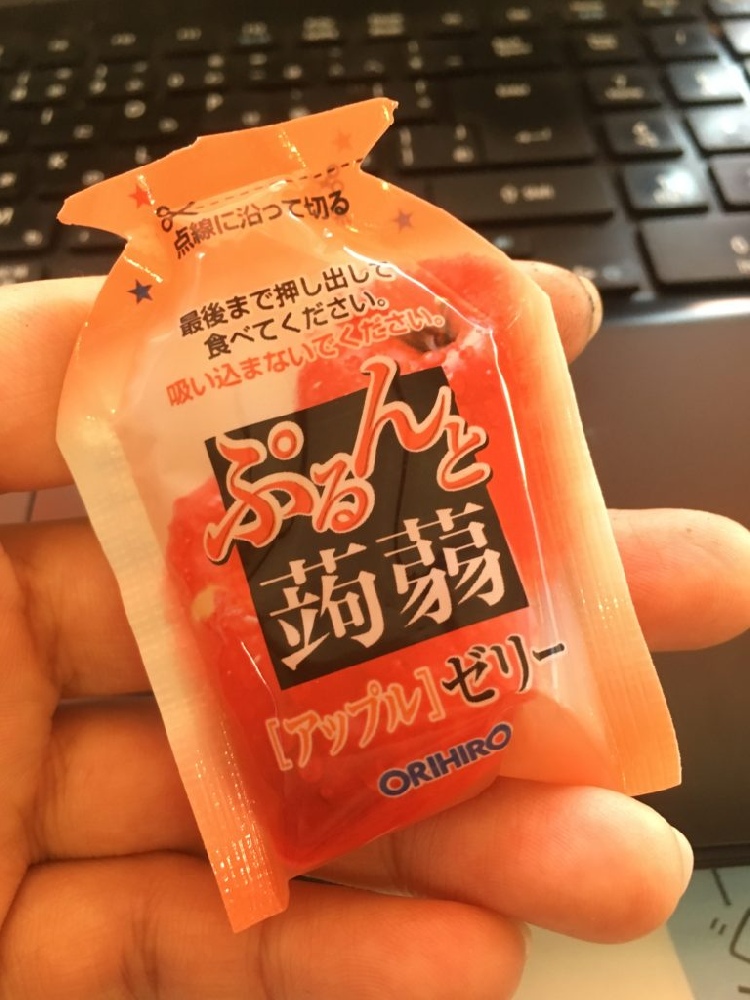 点線に沿って切る
最後まで押し出して
食べてください。
吸い込まないでください。
ぷるんと
蒟蒻
[アップル]ゼリー
ORIHIRO